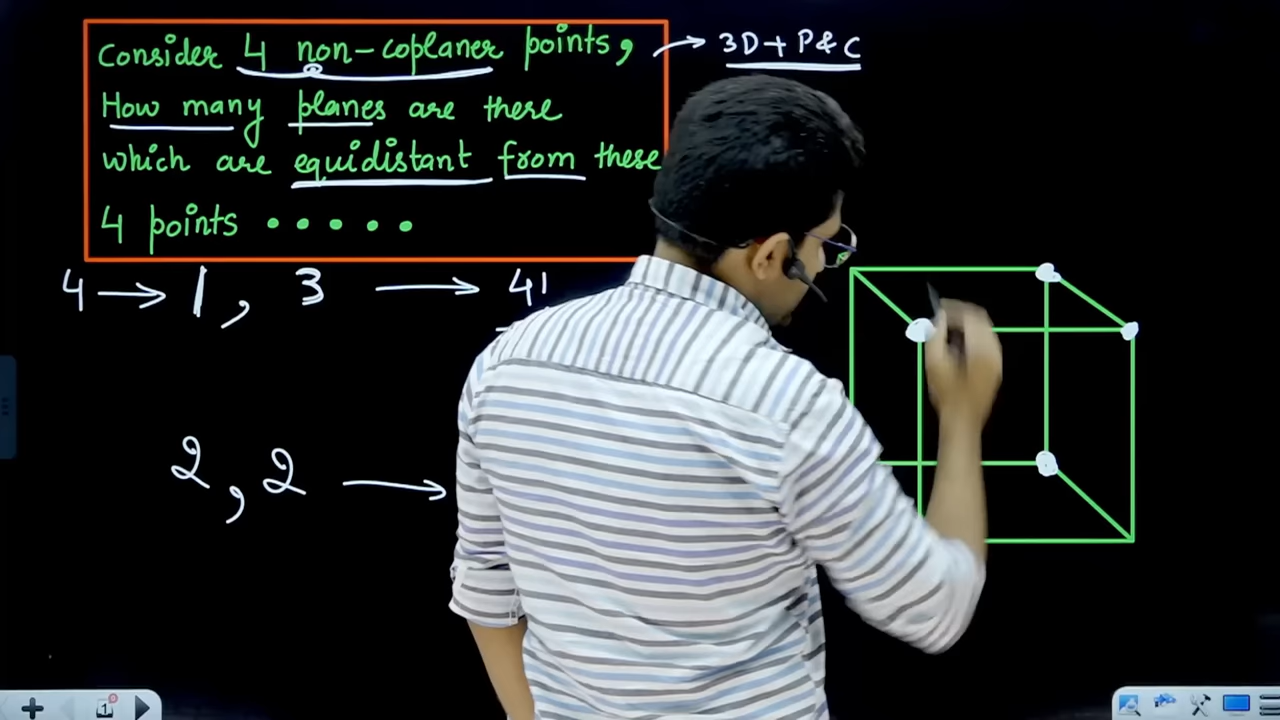 Consider 4 non-coplaner points,
→ 3D + P & C
How many planes are there
which are equidistant from these
4 points • • • • •
4 → 1 , 3 → 4!
2 , 2 →
1